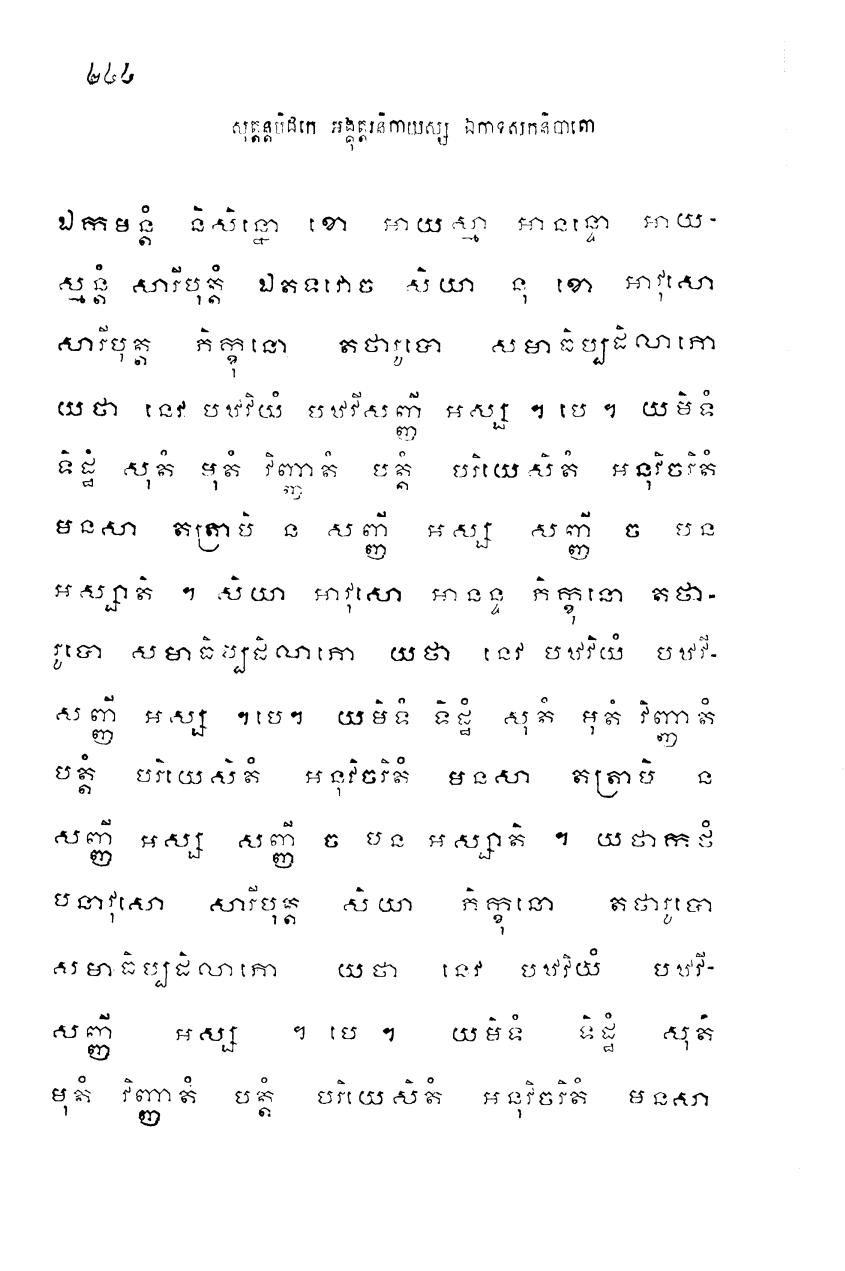 ២៤៤
សុត្តន្តបិដកេ អង្គុត្តរនិកាយស្ស ឯកាទសកនិបាតោ
ឯកមន្តំ និសិន្នោ ខោ អាយស្មា អានន្ទោ អាយ-
ស្មន្តំ សារីបុត្តំ ឯតទវោច សិយា នុ ខោ អាវុសោ
សារីបុត្ត ភិក្ខុនោ តថារូបោ សមាធិប្បដិលាភោ
យថា នេវ បឋវិយំ បឋវីសញ្ញី អស្ស ។ បេ ។ យមិទំ
ទិដ្ឋំ សុតំ មុតំ វិញ្ញាតំ បត្តំ បរិយេសិតំ អនុវិចរិតំ
មនសា តត្រាបិ ន សញ្ញី អស្ស សញ្ញី ច បន
អស្សាតិ ។ សិយា អាវុសោ អានន្ទ ភិក្ខុនោ តថា-
រូបោ សមាធិប្បដិលាភោ យថា នេវ បឋវិយំ បឋវី-
សញ្ញី អស្ស ។បេ។ យមិទំ ទិដ្ឋំ សុតំ មុតំ វិញ្ញាតំ
បត្តំ បរិយេសិតំ អនុវិចរិតំ មនសា តត្រាបិ ន
សញ្ញី អស្ស សញ្ញី ច បន អស្សាតិ ។ យថាកថំ
បនាវុសោ សារីបុត្ត សិយា ភិក្ខុនោ តថារូបោ
សមាធិប្បដិលាភោ យថា នេវ បឋវិយំ បឋវី-
សញ្ញី អស្ស ។ បេ ។ យមិទំ ទិដ្ឋំ សុតំ
មុតំ វិញ្ញាតំ បត្តំ បរិយេសិតំ អនុវិចរិតំ មនសា